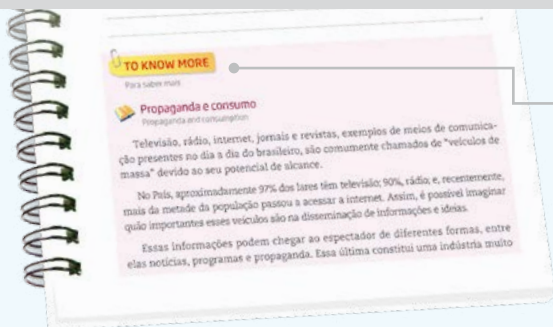 TO KNOW MORE
Para saber mais
Propaganda e consumo
Propaganda and consumption
Televisão, rádio, internet, jornais e revistas, exemplos de meios de comunica-
ção presentes no dia a dia do brasileiro, são comumente chamados de "veículos de
massa" devido ao seu potencial de alcance.
No País, aproximadamente 97% dos lares têm televisão; 90%, rádio; e, recentemente,
mais da metade da população passou a acessar a internet. Assim, é possível imaginar
quão importantes esses veículos são na disseminação de informações e ideias.
Essas informações podem chegar ao espectador de diferentes formas, entre
elas notícias, programas e propaganda. Essa última constitui uma indústria muito